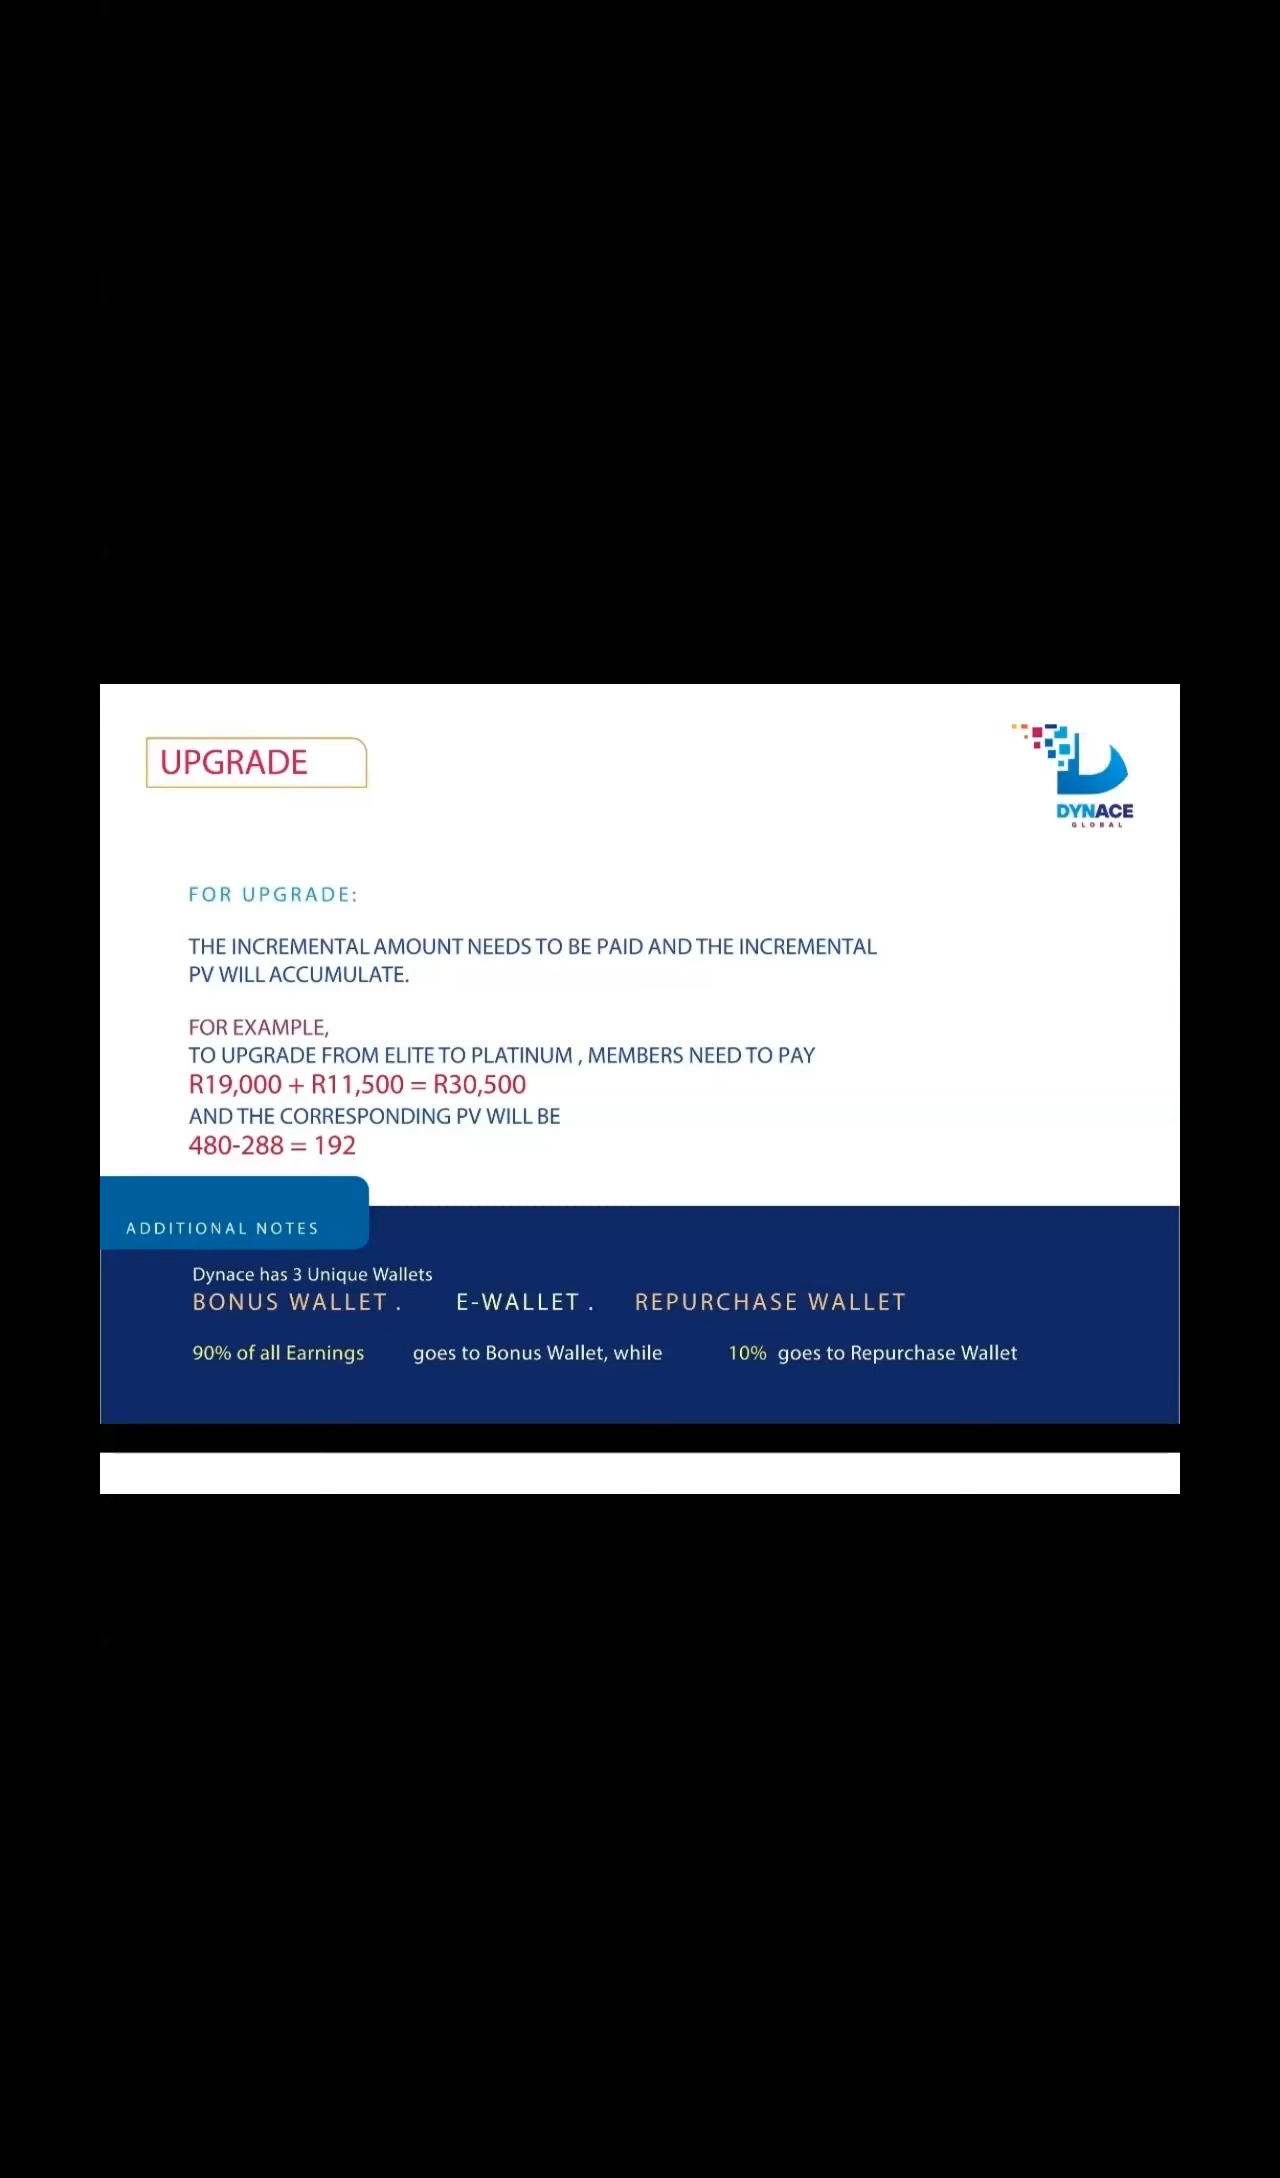 UPGRADE
DYNACE
GLOBAL
FOR UPGRADE:
THE INCREMENTAL AMOUNT NEEDS TO BE PAID AND THE INCREMENTAL
PV WILL ACCUMULATE.
FOR EXAMPLE,
TO UPGRADE FROM ELITE TO PLATINUM , MEMBERS NEED TO PAY
R19,000 + R11,500 = R30,500
AND THE CORRESPONDING PV WILL BE
480-288 = 192
ADDITIONAL NOTES
Dynace has 3 Unique Wallets
BONUS WALLET . E-WALLET . REPURCHASE WALLET
90% of all Earnings goes to Bonus Wallet, while 10% goes to Repurchase Wallet